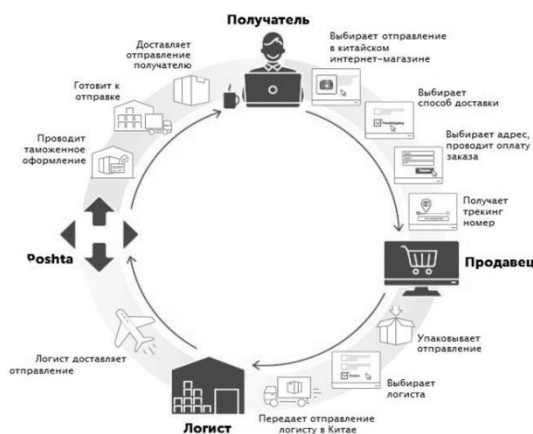 Получатель
Выбирает отправление
в китайском
интернет-магазине
Выбирает
способ доставки
Выбирает адрес,
проводит оплату
заказа
Получает
трекинг
номер
Продавец
Упаковывает
отправление
Выбирает
логиста
Передает отправление
логисту в Китае
Логист
Логист доставляет
отправление
Poshta
Проводит
таможенное
оформление
Готовит к
отправке
Доставляет
отправление
получателю